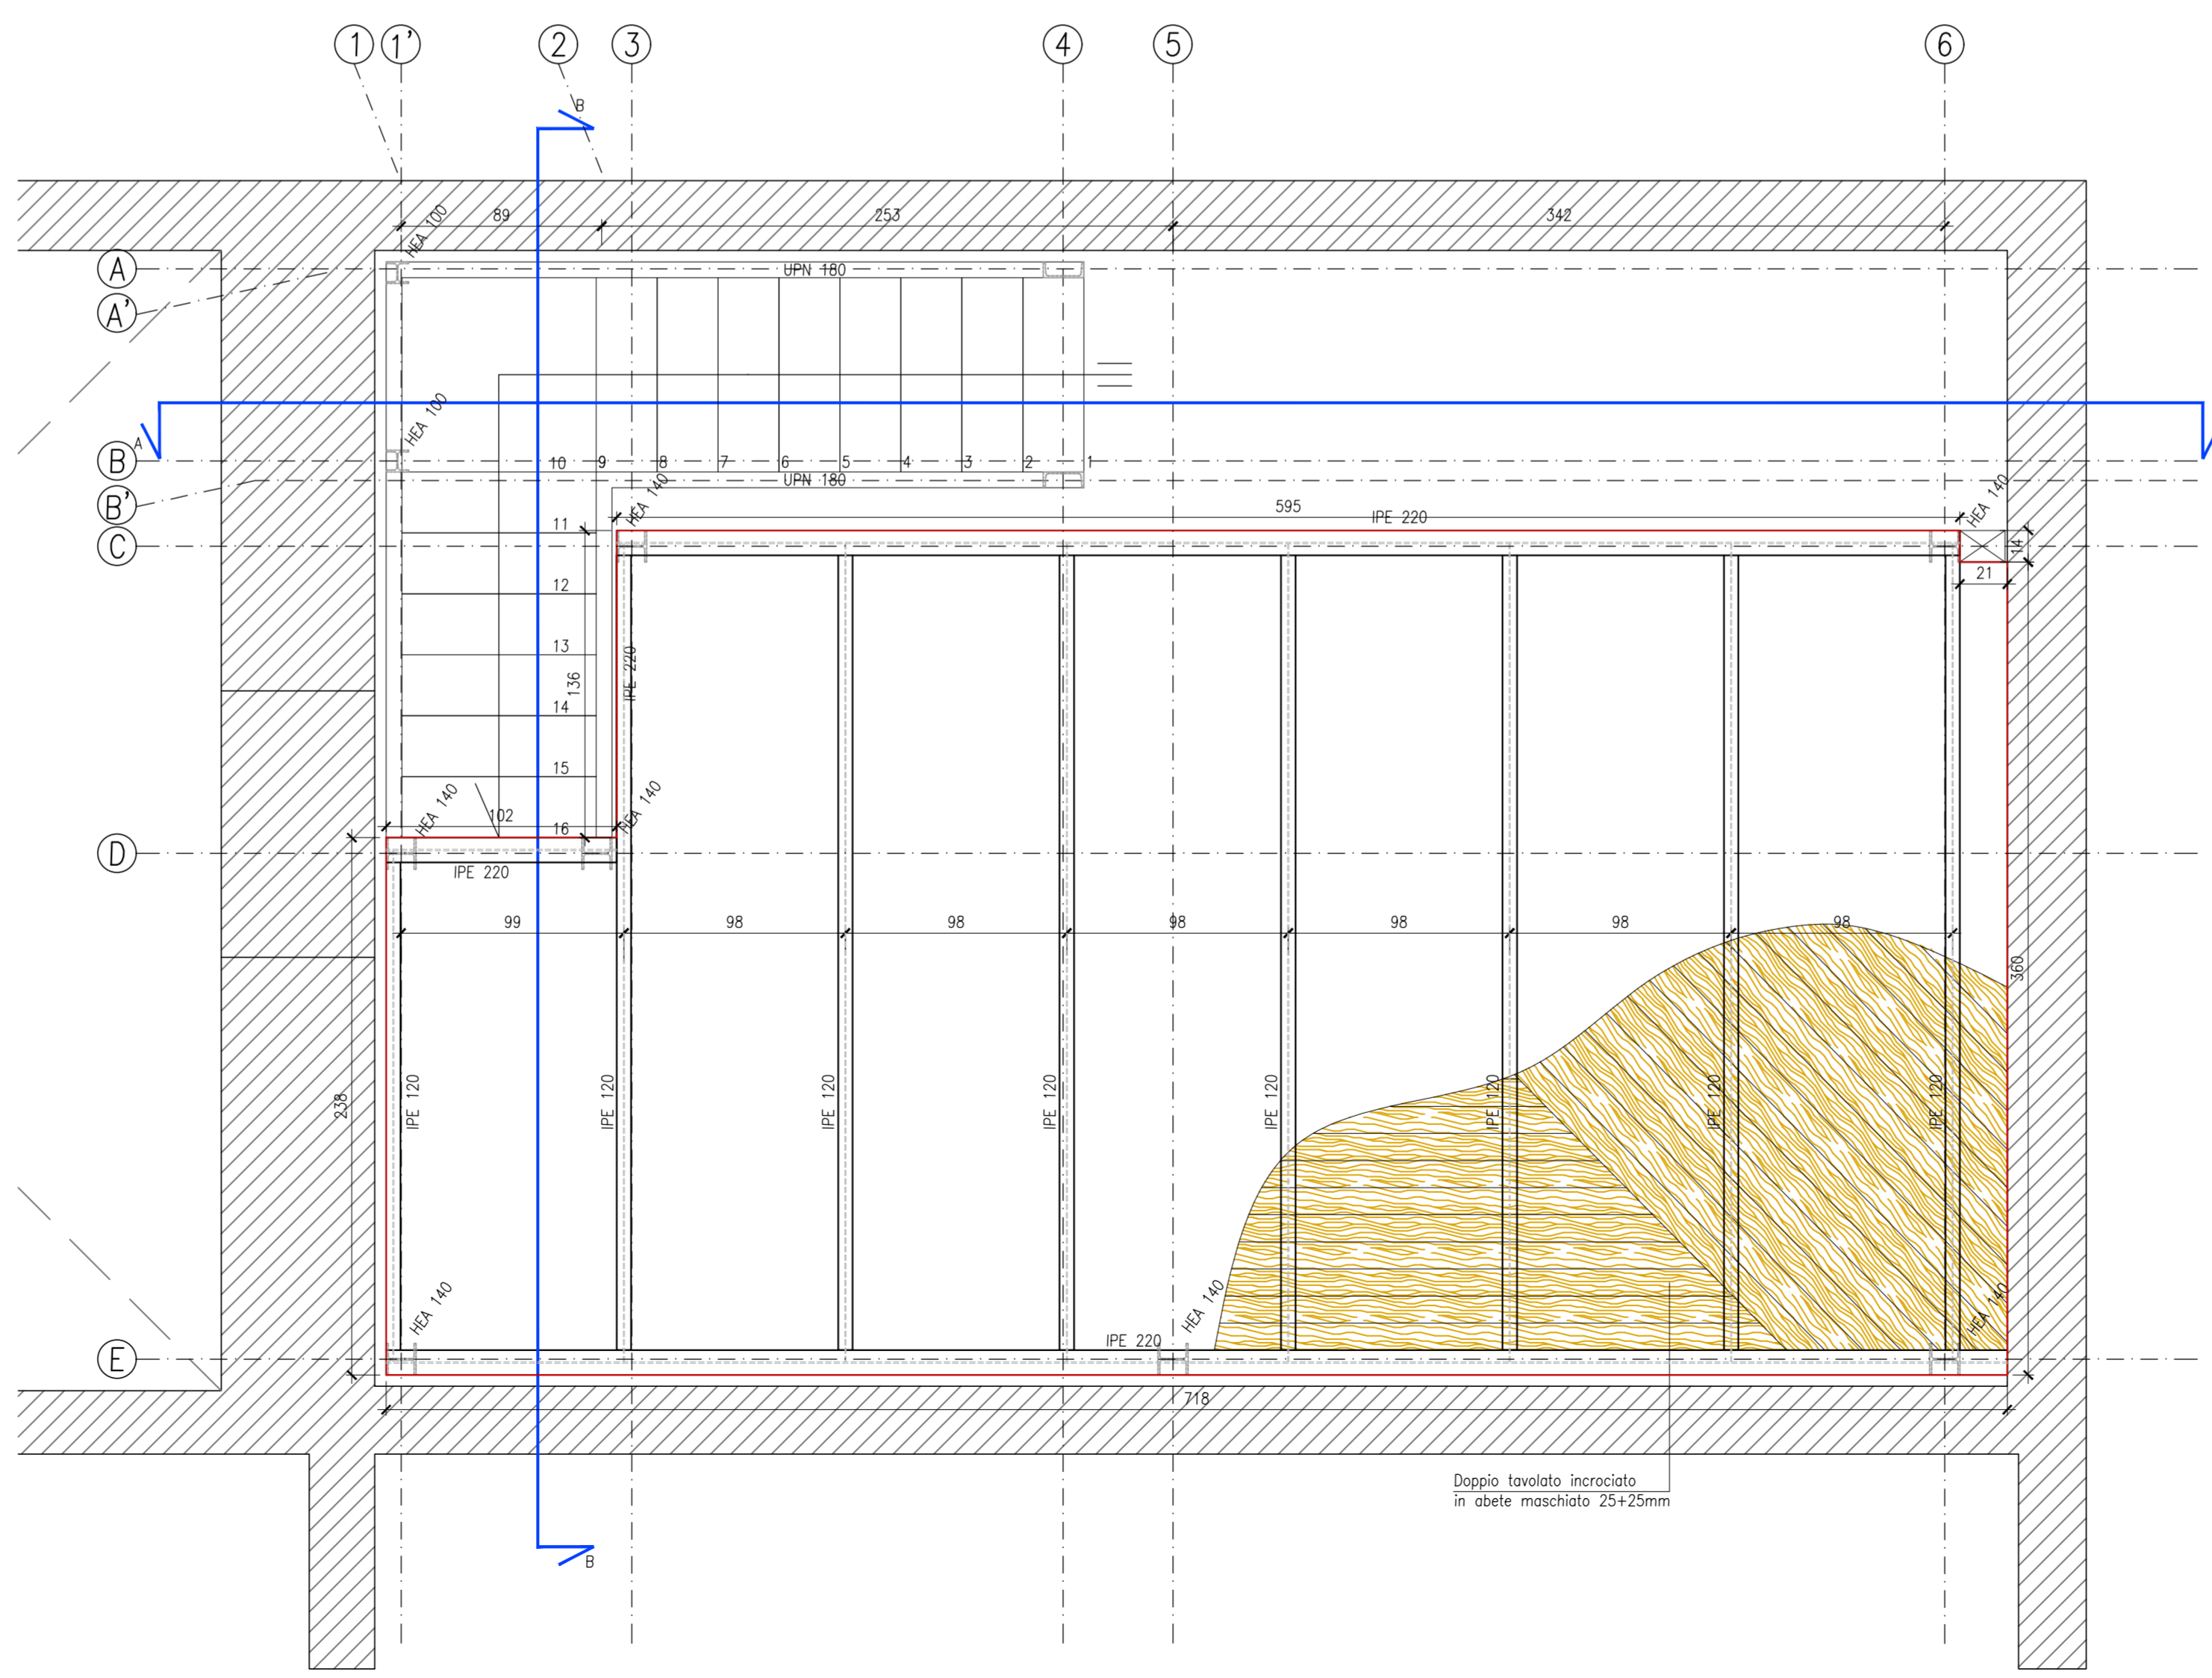 1 1' 2 3 4 5 6
B
89 253 342
HEA 100
A
UPN 180
A'
HEA 100
A
B
10 9 8 7 6 5 4 3 2 1
B'
UPN 180
HEA 140
595
IPE 220
HEA 140
C
14
21
11
12
13
136
IPE 220
14
15
HEA 140
102
HEA 140
16
D
IPE 220
99 98 98 98 98 98 98
360
238
IPE 120
IPE 120
IPE 120
IPE 120
IPE 120
IPE 120
IPE 120
IPE 120
HEA 140
HEA 140
HEA 140
IPE 220
E
718
Doppio tavolato incrociato
in abete maschiato 25+25mm
B